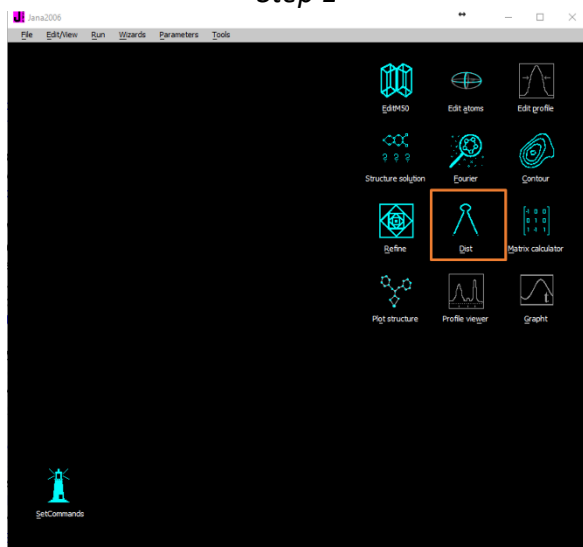 Step 1
Jana2006
File Edit/View Run Wizards Parameters Tools
EditM50 Edit atoms Edit profile
? ? ?
Structure solution Fourier Contour
Refine Dist Matrix calculator
Plot structure Profile viewer t
Grapht
SetCommands